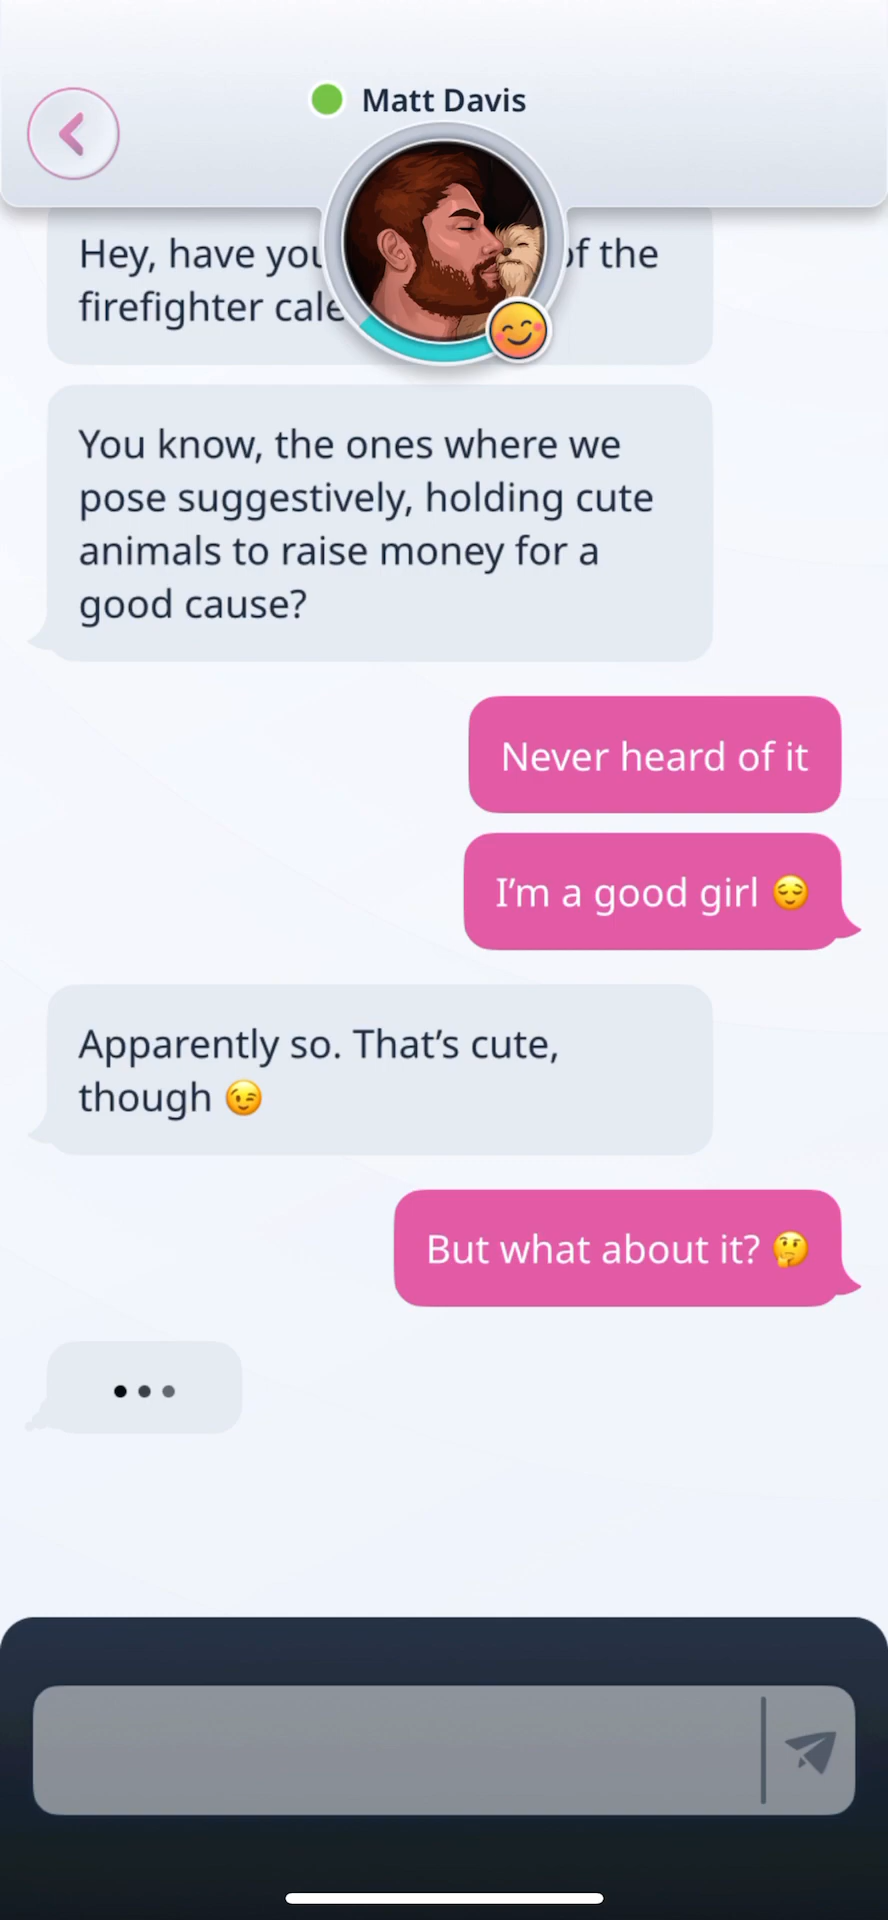 Matt Davis
Hey, have you of the
firefighter
You know, the ones where we
pose suggestively, holding cute
animals to raise money for a
good cause?
Never heard of it
I'm a good girl 😌
Apparently so. That's cute,
though 😉
But what about it? 🤔